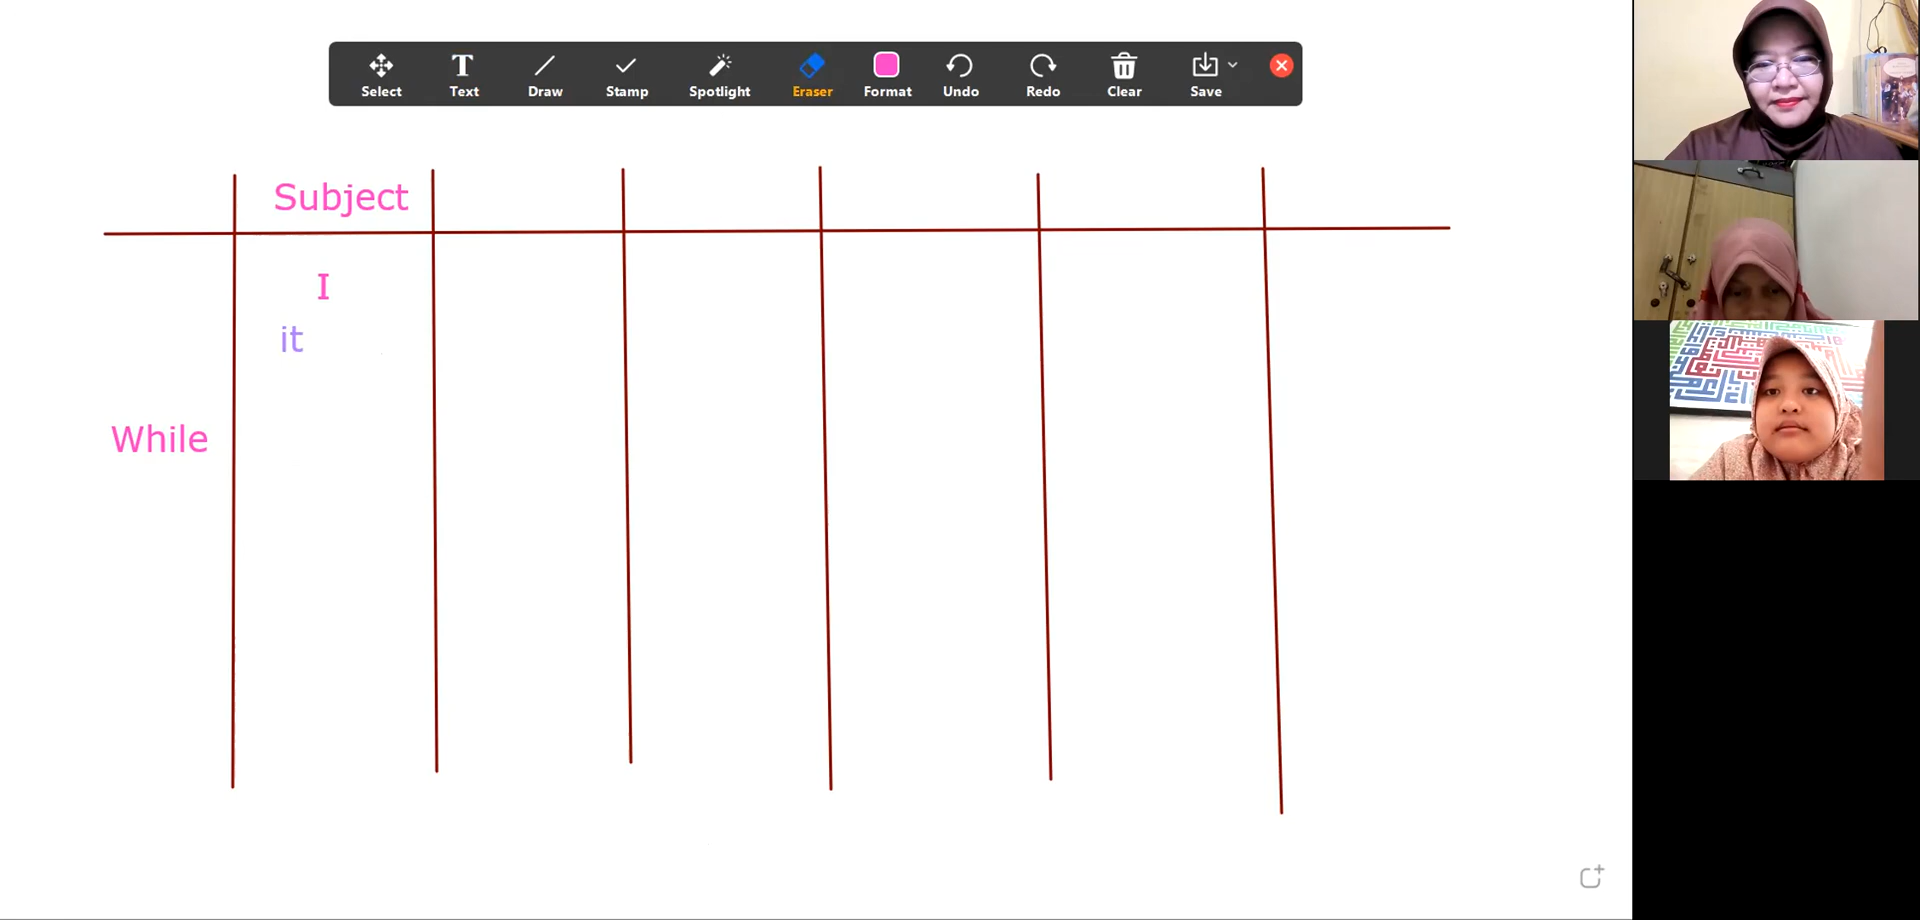 Select Text Draw Stamp Spotlight Eraser Format Undo Redo Clear Save
Subject
I
it
While